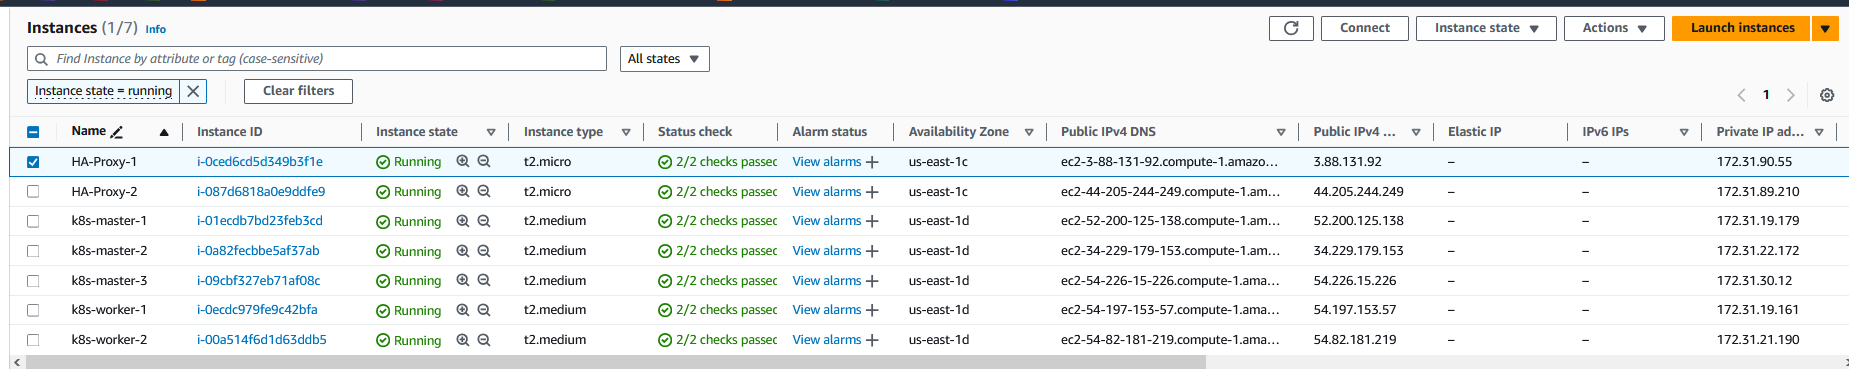 Instances (1/7) Info
Connect Instance state Actions Launch instances
Find Instance by attribute or tag (case-sensitive) All states
Instance state = running Clear filters
1
Name Instance ID Instance state Instance type Status check Alarm status Availability Zone Public IPv4 DNS Public IPv4 ... Elastic IP IPv6 IPs Private IP ad...
HA-Proxy-1 i-0ced6cd5d349b3f1e Running t2.micro 2/2 checks passed View alarms + us-east-1c ec2-3-88-131-92.compute-1.amazo... 3.88.131.92 – – 172.31.90.55
HA-Proxy-2 i-087d6818a0e9ddfe9 Running t2.micro 2/2 checks passed View alarms + us-east-1c ec2-44-205-244-249.compute-1.am... 44.205.244.249 – – 172.31.89.210
k8s-master-1 i-01ecdb7bd23feb3cd Running t2.medium 2/2 checks passed View alarms + us-east-1d ec2-52-200-125-138.compute-1.am... 52.200.125.138 – – 172.31.19.179
k8s-master-2 i-0a82fecbbe5af37ab Running t2.medium 2/2 checks passed View alarms + us-east-1d ec2-34-229-179-153.compute-1.am... 34.229.179.153 – – 172.31.22.172
k8s-master-3 i-09cbf327eb71af08c Running t2.medium 2/2 checks passed View alarms + us-east-1d ec2-54-226-15-226.compute-1.ama... 54.226.15.226 – – 172.31.30.12
k8s-worker-1 i-0ecdc979fe9c42bfa Running t2.medium 2/2 checks passed View alarms + us-east-1d ec2-54-197-153-57.compute-1.ama... 54.197.153.57 – – 172.31.19.161
k8s-worker-2 i-00a514f6d1d63ddb5 Running t2.medium 2/2 checks passed View alarms + us-east-1d ec2-54-82-181-219.compute-1.ama... 54.82.181.219 – – 172.31.21.190